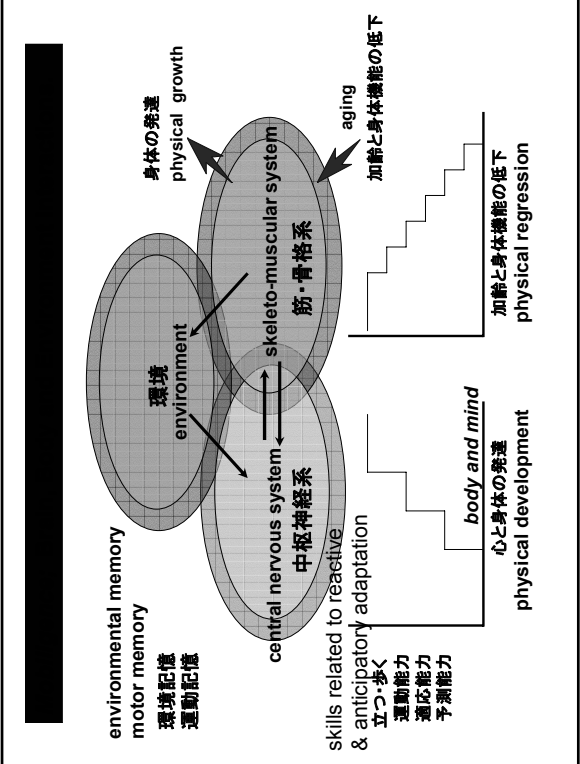 environmental memory
motor memory
環境記憶
運動記憶
環境
environment
身体の発達
physical growth
central nervous system
中枢神経系
skeleto-muscular system
筋・骨格系
aging
加齢と身体機能の低下
skills related to reactive
& anticipatory adaptation
立つ・歩く
運動能力
適応能力
予測能力
body and mind
心と身体の発達
physical development
加齢と身体機能の低下
physical regression